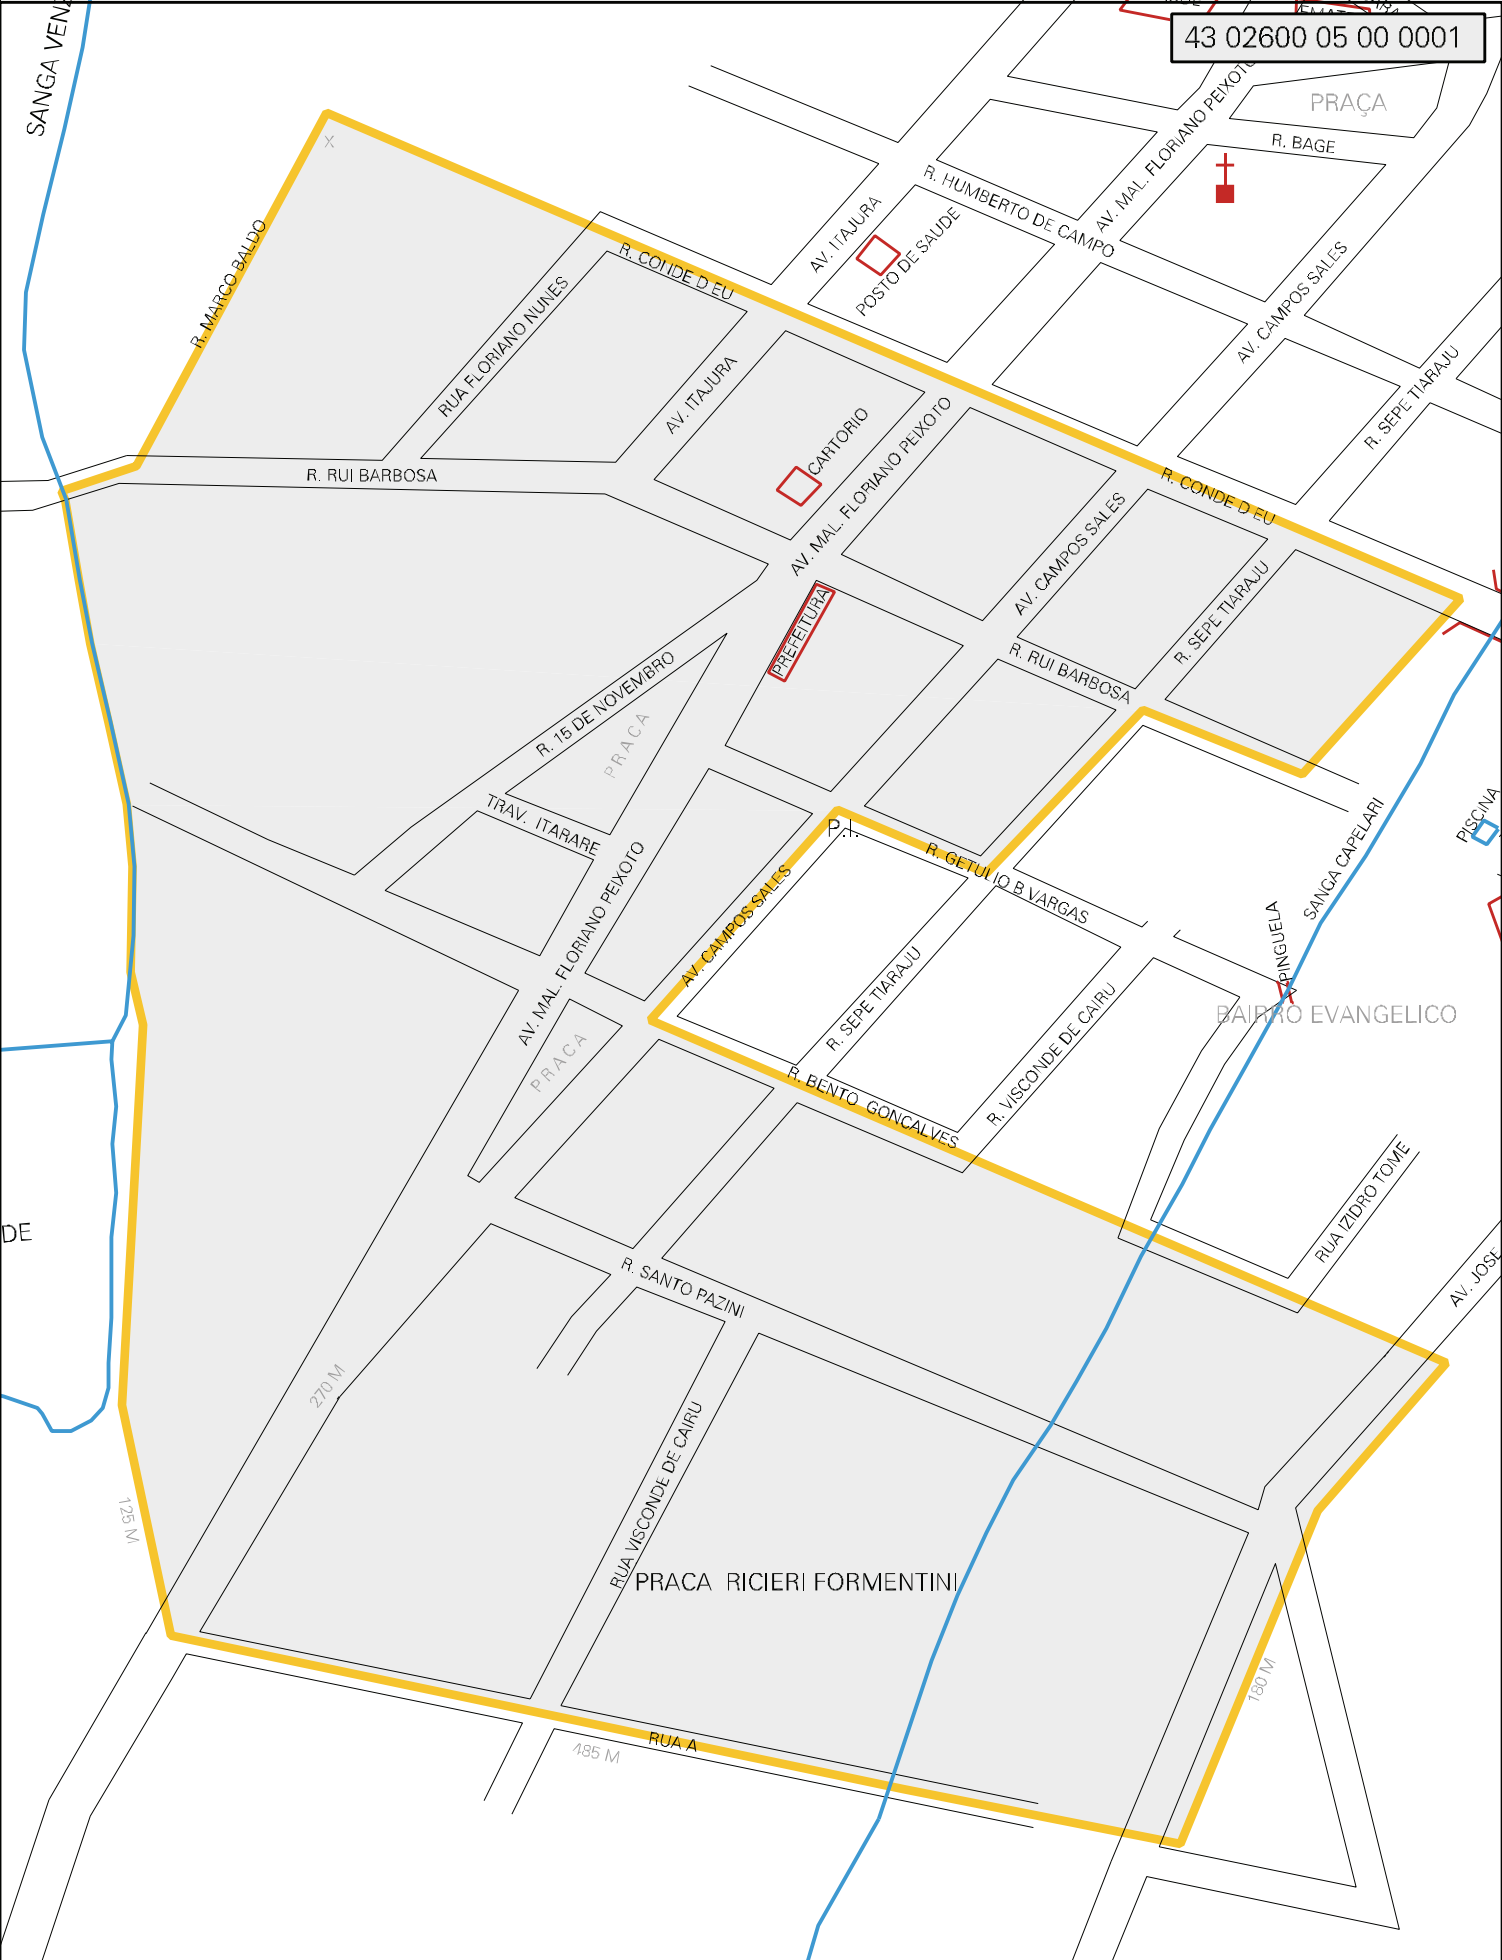 43 02600 05 00 0001
PRAÇA
R. BAGE
AV. MAL. FLORIANO PEIXOTO
R. HUMBERTO DE CAMPO
AV. ITAJURA
POSTO DE SAUDE
AV. CAMPOS SALES
R. SEPE TIARAJU
X
R. MARCO BALDO
R. CONDE D EU
RUA FLORIANO NUNES
AV. ITAJURA
CARTORIO
AV. MAL. FLORIANO PEIXOTO
R. RUI BARBOSA
R. CONDE D EU
AV. CAMPOS SALES
R. SEPE TIARAJU
PREFEITURA
R. RUI BARBOSA
R. 15 DE NOVEMBRO
PRACA
TRAV. ITARARE
P.I.
R. GETULIO B VARGAS
SANGA CAPELARI
PISCINA
PINGUELA
AV. MAL. FLORIANO PEIXOTO
AV. CAMPOS SALES
R. SEPE TIARAJU
R. VISCONDE DE CAIRU
BAIRRO EVANGELICO
PRACA
R. BENTO GONCALVES
RUA IZIDRO TOME
DE
AV. JOSE
R. SANTO PAZINI
270 M
125 M
RUA VISCONDE DE CAIRU
PRACA RICIERI FORMENTINI
180 M
RUA A
485 M